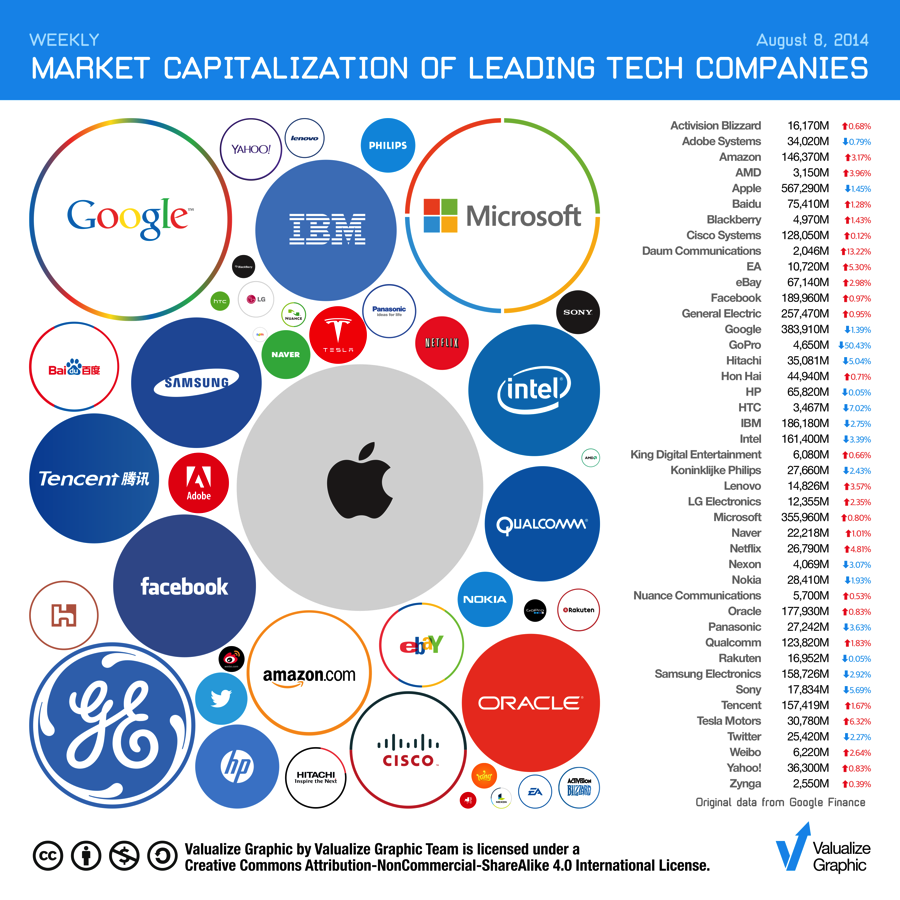 WEEKLY
August 8, 2014
MARKET CAPITALIZATION OF LEADING TECH COMPANIES
Google™
YAHOO!
lenovo
PHILIPS
IBM
Microsoft
BlackBerry
hTC
LG
NUANCE
Panasonic
ideas for life
SONY
Baidu百度
SAMSUNG
NAVER
TESLA
NETFLIX
intel
Tencent 腾讯
Adobe
AMD
QUALCOMM
facebook
NOKIA
Rakuten
ebay
amazon.com
GE
ORACLE
hp
HITACHI
Inspire the Next
CISCO
King
EA
ACTIVISION
BLIZZARD
Activision Blizzard 16,170M 0.68%
Adobe Systems 34,020M 0.79%
Amazon 146,370M 3.17%
AMD 3,150M 3.96%
Apple 567,290M 1.45%
Baidu 75,410M 1.28%
Blackberry 4,970M 1.43%
Cisco Systems 128,050M 0.12%
Daum Communications 2,046M 13.22%
EA 10,720M 5.30%
eBay 67,140M 2.98%
Facebook 189,960M 0.97%
General Electric 257,470M 0.95%
Google 383,910M 1.39%
GoPro 4,650M 50.43%
Hitachi 35,081M 5.04%
Hon Hai 44,940M 0.71%
HP 65,820M 0.05%
HTC 3,467M 7.02%
IBM 186,180M 2.75%
Intel 161,400M 3.39%
King Digital Entertainment 6,080M 0.66%
Koninklijke Philips 27,660M 2.43%
Lenovo 14,826M 3.57%
LG Electronics 12,355M 2.35%
Microsoft 355,960M 0.80%
Naver 22,218M 1.01%
Netflix 26,790M 4.81%
Nexon 4,069M 3.07%
Nokia 28,410M 1.93%
Nuance Communications 5,700M 0.53%
Oracle 177,930M 0.83%
Panasonic 27,242M 3.63%
Qualcomm 123,820M 1.83%
Rakuten 16,952M 0.05%
Samsung Electronics 158,726M 2.92%
Sony 17,834M 5.69%
Tencent 157,419M 1.67%
Tesla Motors 30,780M 6.32%
Twitter 25,420M 2.27%
Weibo 6,220M 2.64%
Yahoo! 36,300M 0.83%
Zynga 2,550M 0.39%
Original data from Google Finance
cc
Valualize Graphic by Valualize Graphic Team is licensed under a
Creative Commons Attribution-NonCommercial-ShareAlike 4.0 International License.
Valualize
Graphic